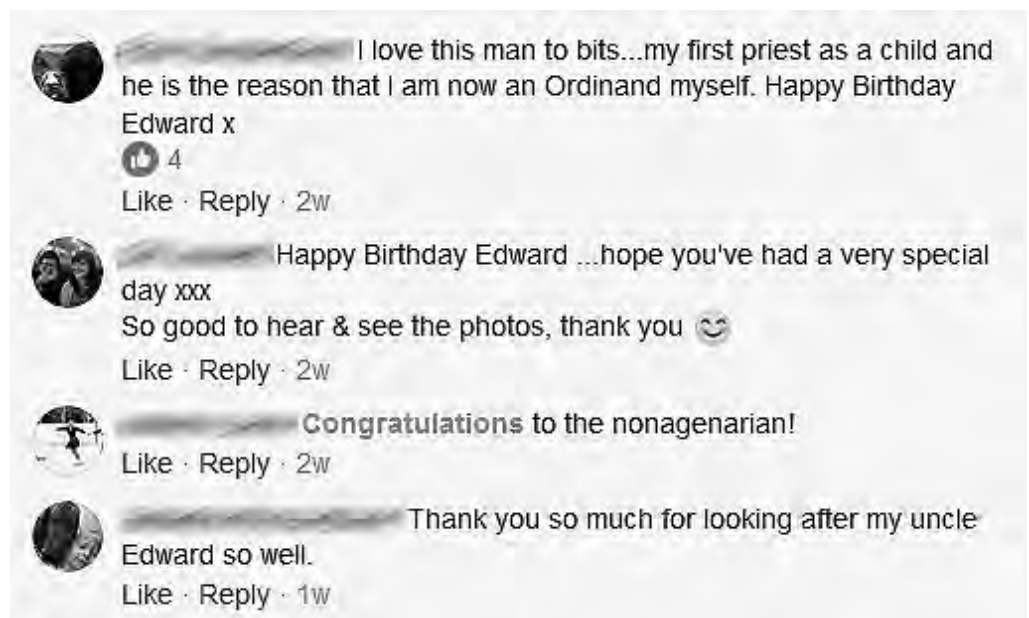 I love this man to bits...my first priest as a child and
he is the reason that I am now an Ordinand myself. Happy Birthday
Edward x
4
Like · Reply · 2w
Happy Birthday Edward ...hope you've had a very special
day xxx
So good to hear & see the photos, thank you
Like · Reply · 2w
Congratulations to the nonagenarian!
Like · Reply · 2w
Thank you so much for looking after my uncle
Edward so well.
Like · Reply · 1w